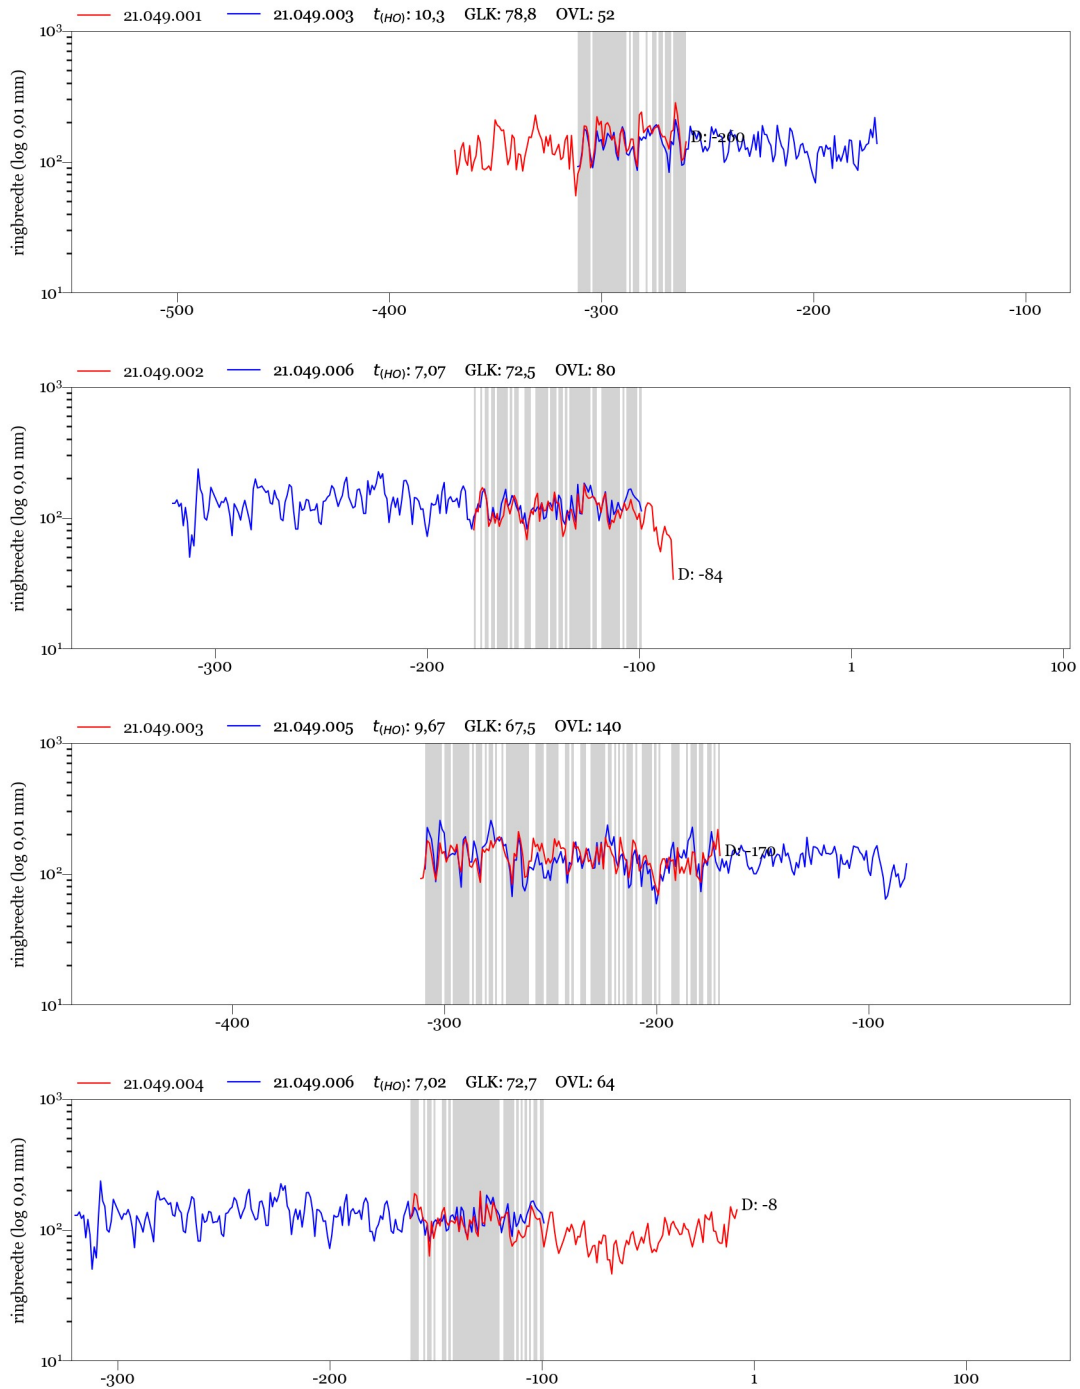 21.049.001 21.049.003 t(HO): 10,3 GLK: 78,8 OVL: 52
10³
ringbreedte (log 0,01 mm)
D: -260
10²
10¹
-500 -400 -300 -200 -100
21.049.002 21.049.006 t(HO): 7,07 GLK: 72,5 OVL: 80
10³
ringbreedte (log 0,01 mm)
10²
D: -84
10¹
-300 -200 -100 1 100
21.049.003 21.049.005 t(HO): 9,67 GLK: 67,5 OVL: 140
10³
ringbreedte (log 0,01 mm)
D: -170
10²
10¹
-400 -300 -200 -100
21.049.004 21.049.006 t(HO): 7,02 GLK: 72,7 OVL: 64
10³
ringbreedte (log 0,01 mm)
D: -8
10²
10¹
-300 -200 -100 1 100